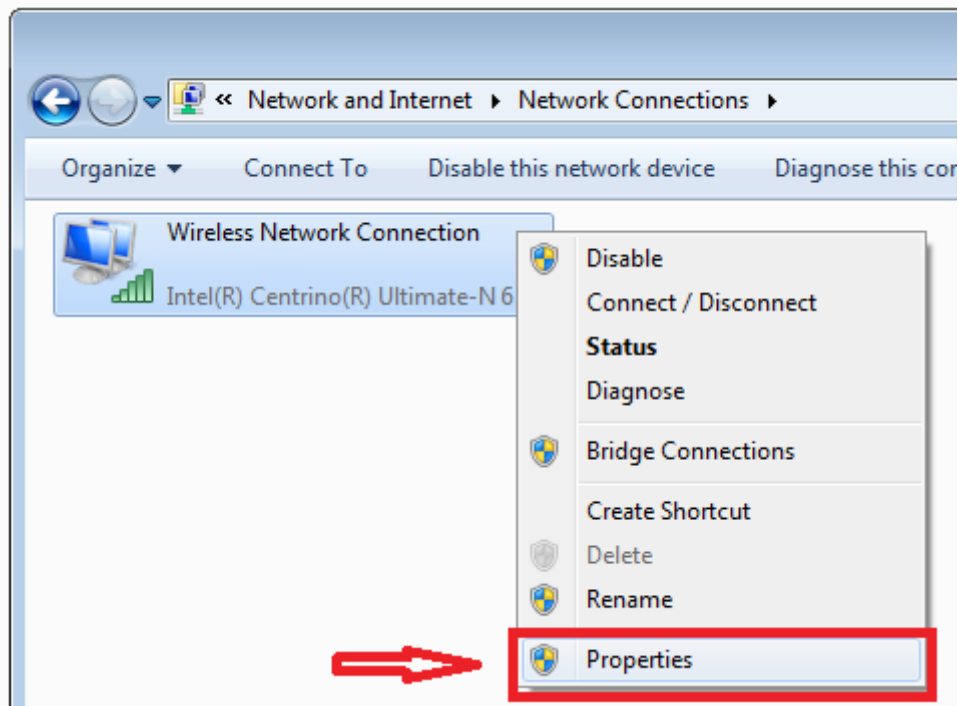 « Network and Internet ▸ Network Connections ▸
Organize ▾ Connect To Disable this network device Diagnose this con
Wireless Network Connection
Intel(R) Centrino(R) Ultimate-N 6
Disable
Connect / Disconnect
Status
Diagnose
Bridge Connections
Create Shortcut
Delete
Rename
Properties